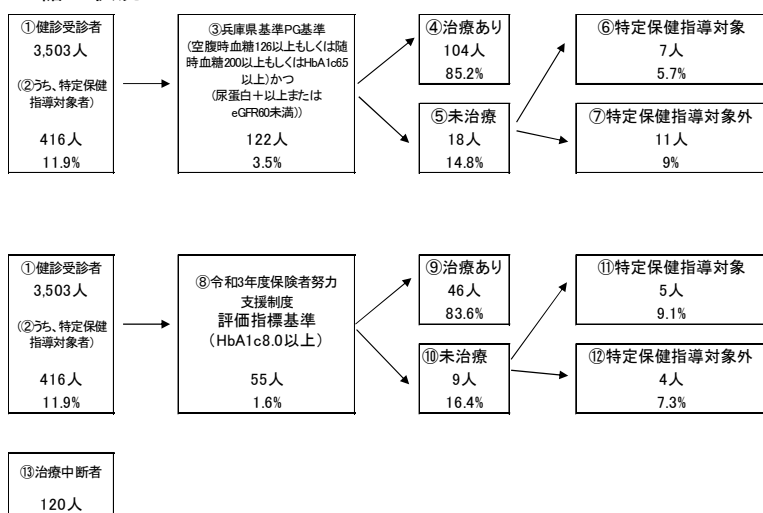 ①健診受診者
3,503人
(②うち、特定保健
指導対象者)
416人
11.9%
③兵庫県基準PG基準
(空腹時血糖126以上もしくは随
時血糖200以上もしくはHbA1c6.5
以上)かつ
(尿蛋白+以上または
eGFR60未満))
122人
3.5%
④治療あり
104人
85.2%
⑤未治療
18人
14.8%
⑥特定保健指導対象
7人
5.7%
⑦特定保健指導対象外
11人
9%
①健診受診者
3,503人
(②うち、特定保健
指導対象者)
416人
11.9%
⑧令和3年度保険者努力
支援制度
評価指標基準
(HbA1c8.0以上)
55人
1.6%
⑨治療あり
46人
83.6%
⑩未治療
9人
16.4%
⑪特定保健指導対象
5人
9.1%
⑫特定保健指導対象外
4人
7.3%
⑬治療中断者
120人